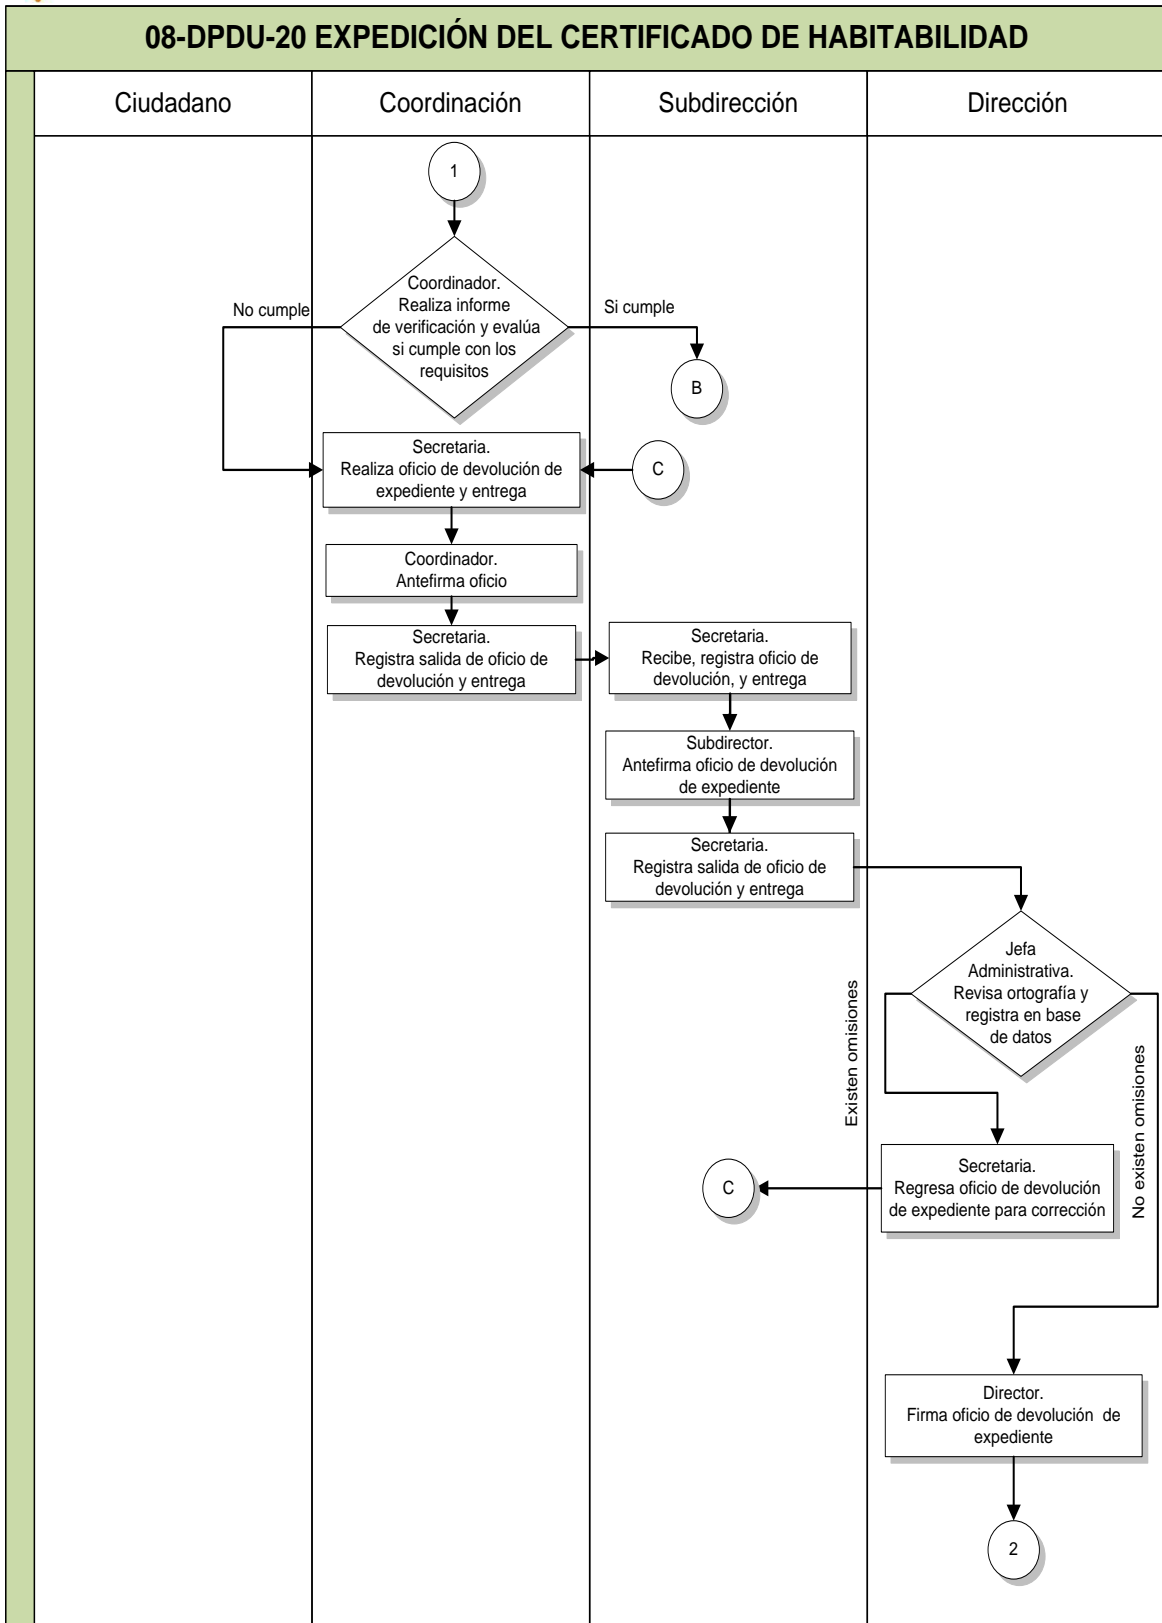 08-DPDU-20 EXPEDICIÓN DEL CERTIFICADO DE HABITABILIDAD
Ciudadano
Coordinación
Subdirección
Dirección
1
Coordinador.
Realiza informe
de verificación y evalúa
si cumple con los
requisitos
No cumple
Si cumple
B
Secretaria.
Realiza oficio de devolución de
expediente y entrega
C
Coordinador.
Antefirma oficio
Secretaria.
Registra salida de oficio de
devolución y entrega
Secretaria.
Recibe, registra oficio de
devolución, y entrega
Subdirector.
Antefirma oficio de devolución
de expediente
Secretaria.
Registra salida de oficio de
devolución y entrega
Jefa
Administrativa.
Revisa ortografía y
registra en base
de datos
Existen omisiones
No existen omisiones
Secretaria.
Regresa oficio de devolución
de expediente para corrección
C
Director.
Firma oficio de devolución de
expediente
2